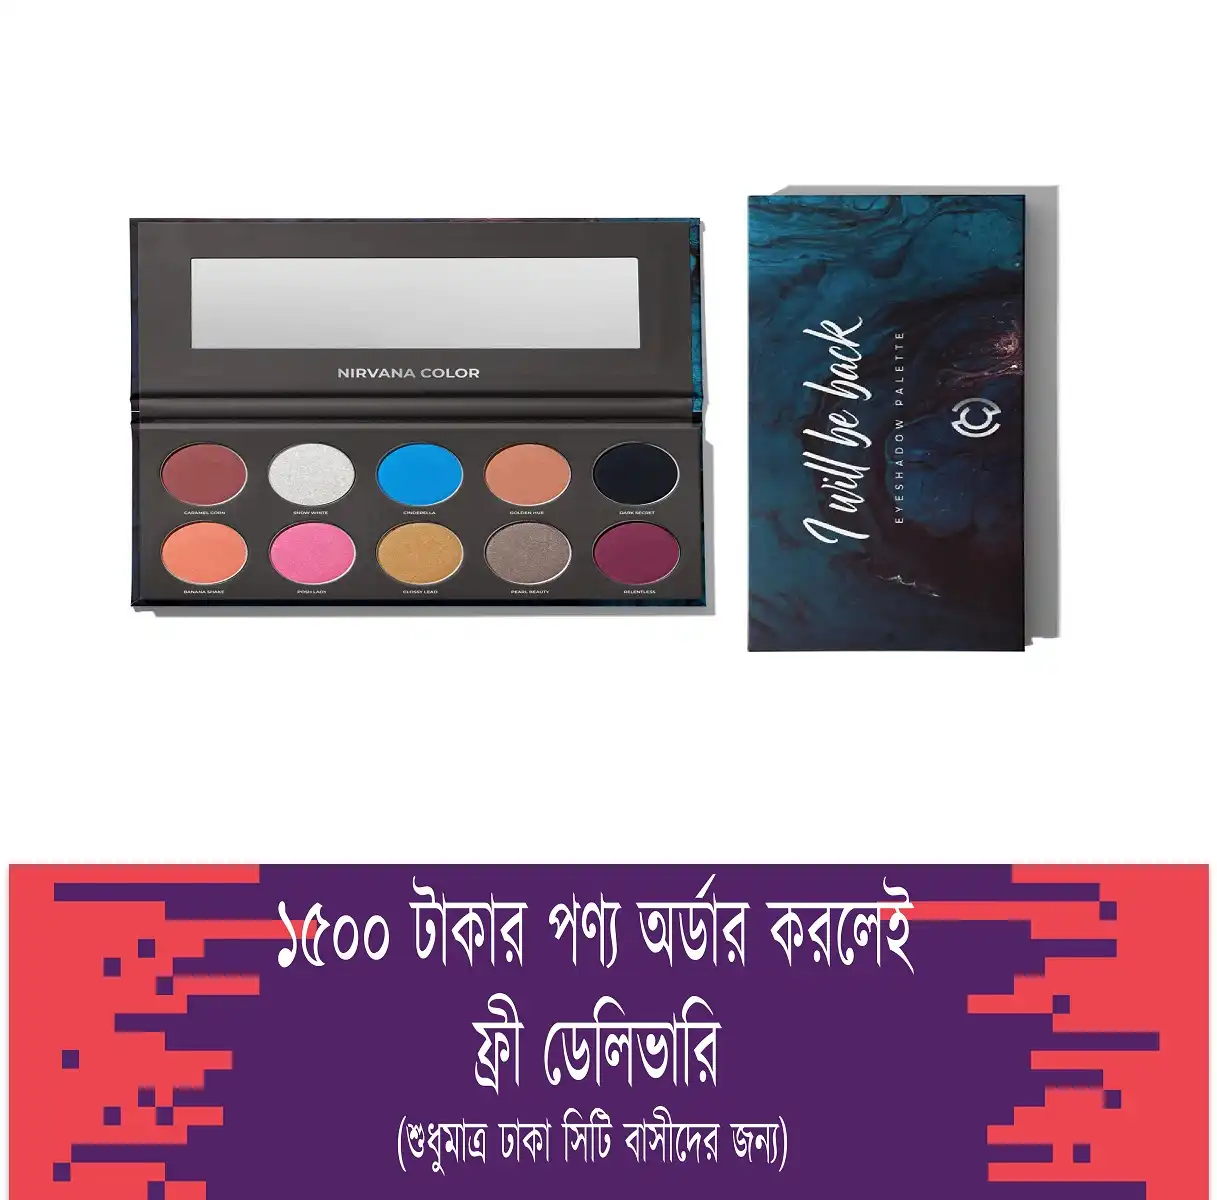 NIRVANA COLOR
CARAMEL CORN
SNOW WHITE
CINDERELLA
GOLDEN HUE
DARK SECRET
BANANA SHAKE
POSH LADY
GLOSSY LEAD
PEARL BEAUTY
RELENTLESS
I will be back
EYESHADOW PALETTE
১৫০০ টাকার পণ্য অর্ডার করলেই
ফ্রী ডেলিভারি
(শুধুমাত্র ঢাকা সিটি বাসীদের জন্য)